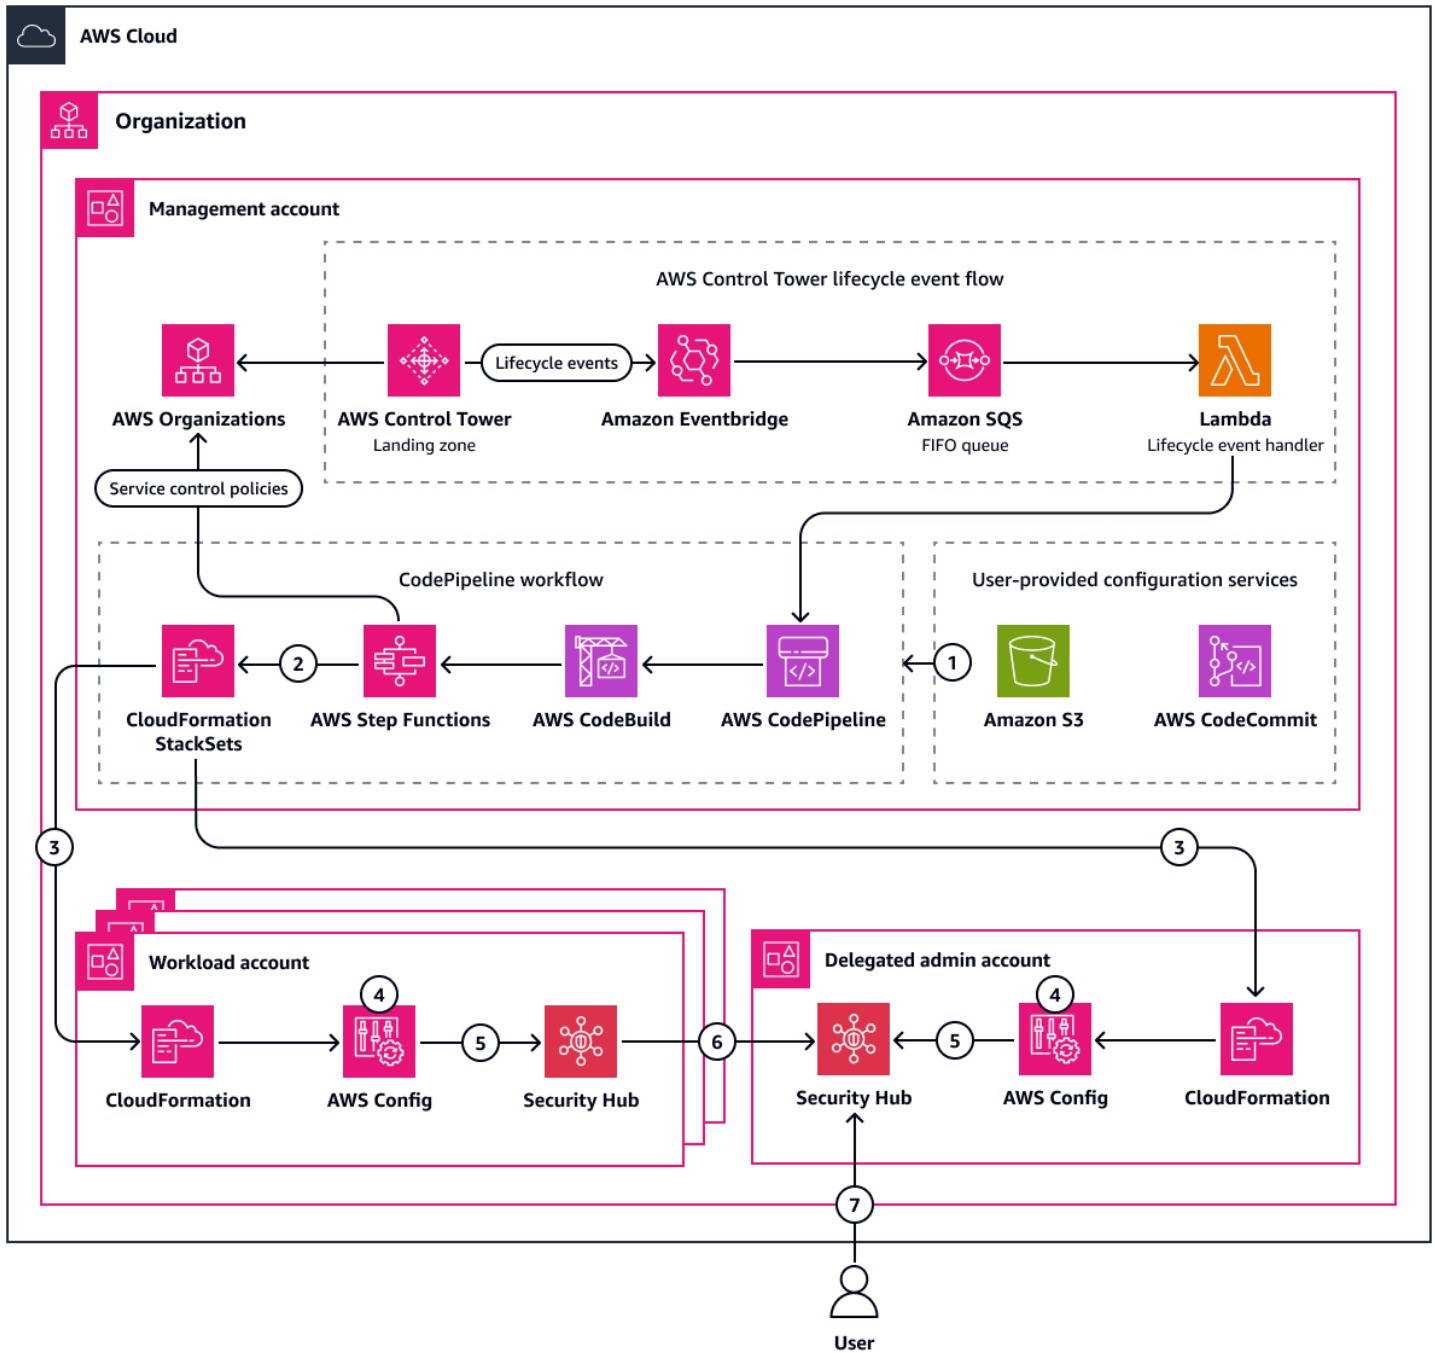 AWS Cloud
Organization
Management account
AWS Control Tower lifecycle event flow
Lifecycle events
AWS Organizations
AWS Control Tower
Landing zone
Amazon Eventbridge
Amazon SQS
FIFO queue
Lambda
Lifecycle event handler
Service control policies
CodePipeline workflow
User-provided configuration services
2
1
CloudFormation
StackSets
AWS Step Functions
AWS CodeBuild
AWS CodePipeline
Amazon S3
AWS CodeCommit
3
3
Workload account
4
5
CloudFormation
AWS Config
Security Hub
6
Delegated admin account
4
5
Security Hub
AWS Config
CloudFormation
7
User